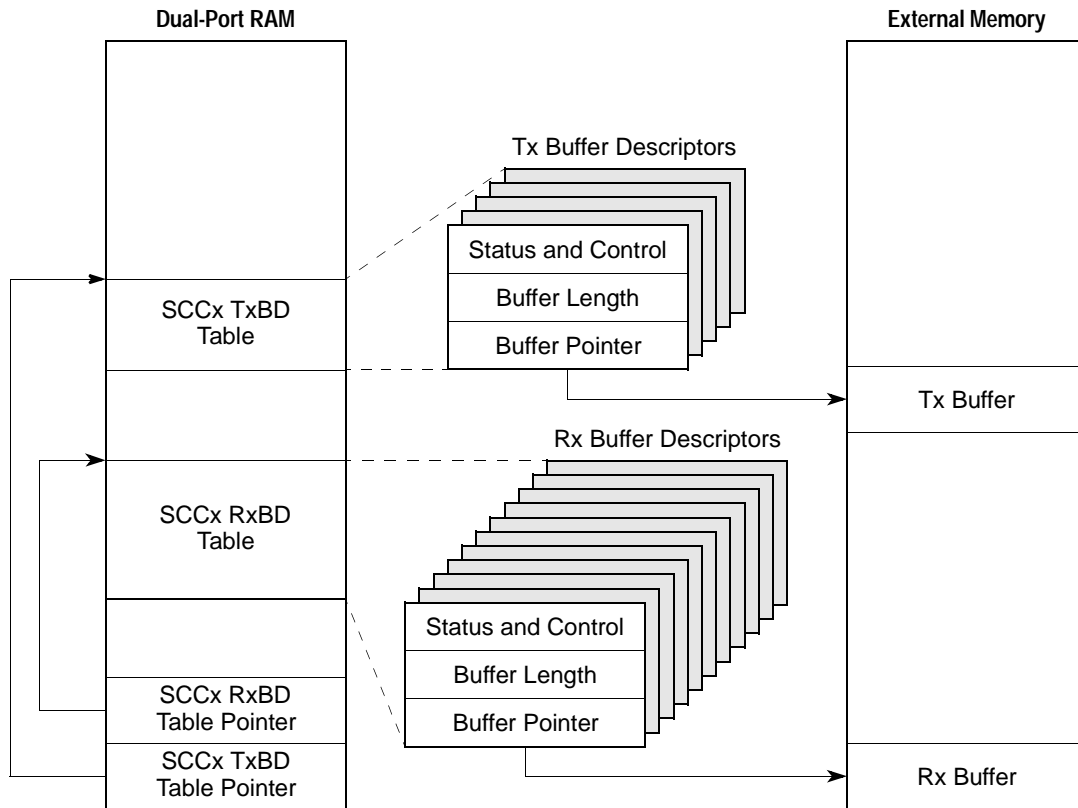 Dual-Port RAM
External Memory
Tx Buffer Descriptors
Status and Control
Buffer Length
Buffer Pointer
SCCx TxBD
Table
Tx Buffer
Rx Buffer Descriptors
SCCx RxBD
Table
Status and Control
Buffer Length
Buffer Pointer
SCCx RxBD
Table Pointer
SCCx TxBD
Table Pointer
Rx Buffer